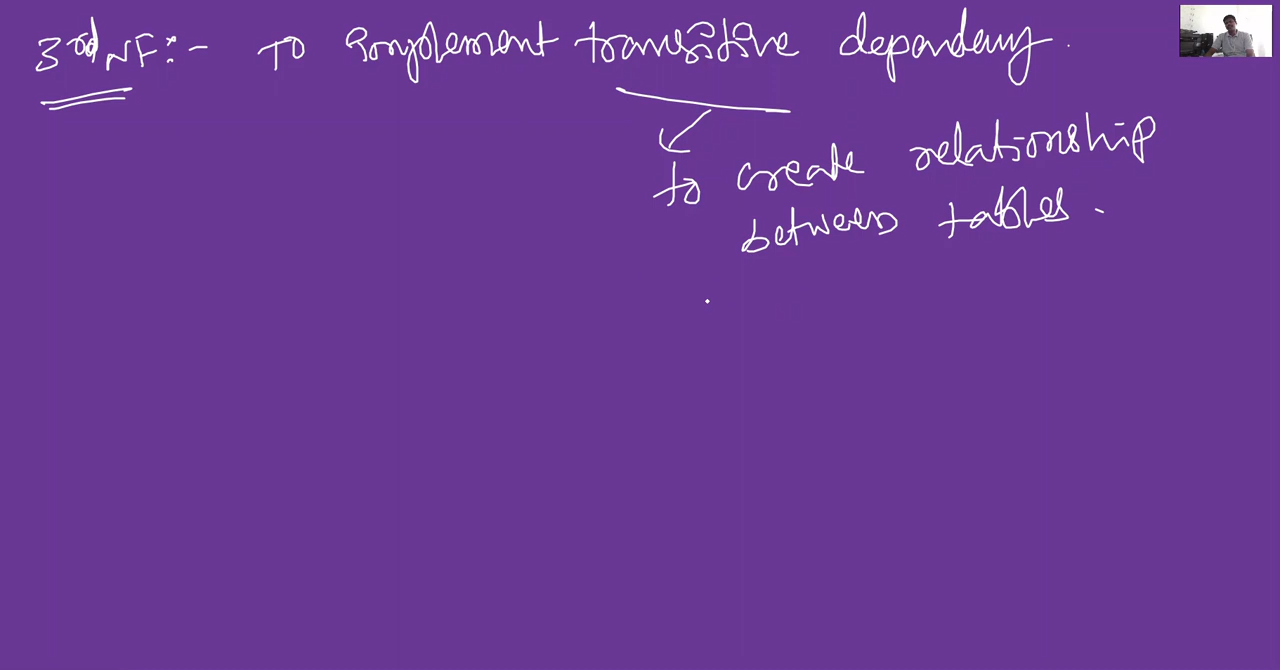 3rd NF:- To implement transitive dependency.
to create relationship
between tables.